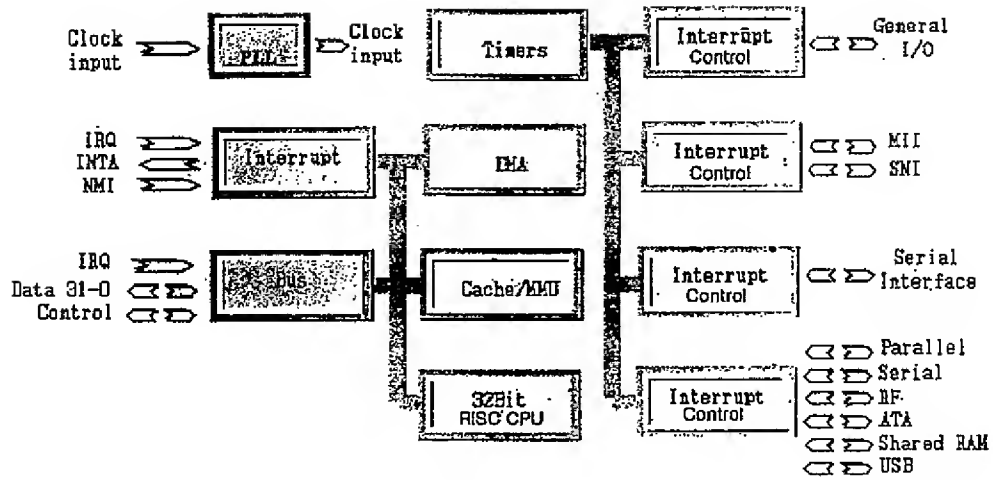 Clock
input
PLL
Clock
input
Timers
Interrupt
Control
General
I/O
IRQ
INTA
NMI
Interrupt
DMA
Interrupt
Control
MII
SNI
IRQ
Data 31-0
Control
Bus
Cache/MMU
Interrupt
Control
Serial
Interface
32Bit
RISC CPU
Interrupt
Control
Parallel
Serial
RF
ATA
Shared RAM
USB